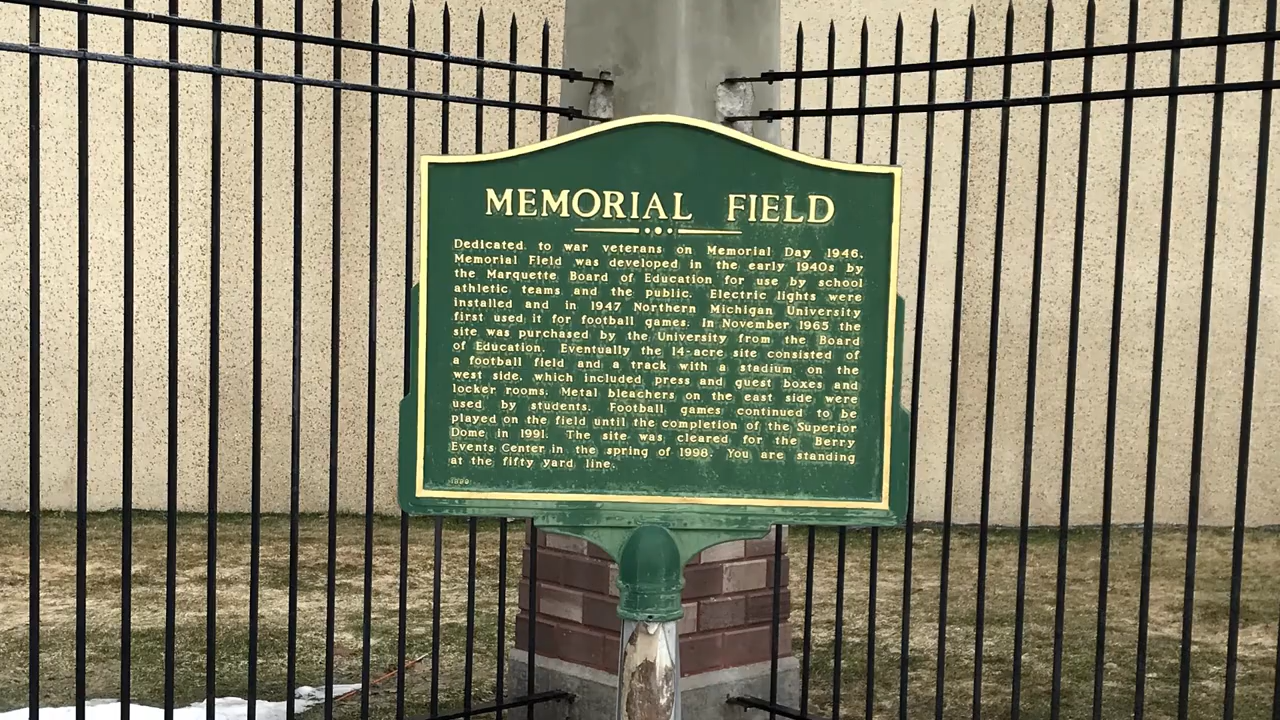 MEMORIAL FIELD
Dedicated to war veterans on Memorial Day 1946.
Memorial Field was developed in the early 1940s by
the Marquette Board of Education for use by school
athletic teams and the public. Electric lights were
installed and in 1947 Northern Michigan University
first used it for football games. In November 1965 the
site was purchased by the University from the Board
of Education. Eventually the 14-acre site consisted of
a football field and a track with a stadium on the
west side, which included press and guest boxes and
locker rooms. Metal bleachers on the east side were
used by students. Football games continued to be
played on the field until the completion of the Superior
Dome in 1991. The site was cleared for the Berry
Events Center in the spring of 1998. You are standing
at the fifty yard line.